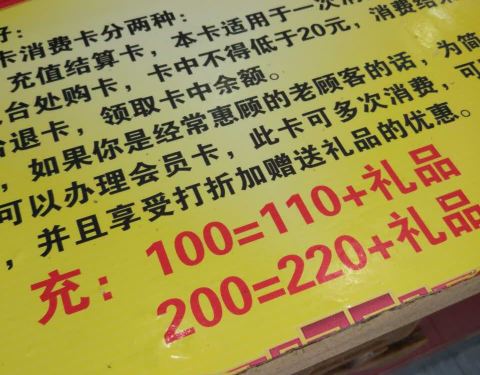 好：
卡消费卡分两种：
充值结算卡，本卡适用于一次
台处购卡，卡中不得低于20元，消费结
台退卡，领取卡中余额。
，如果你是经常惠顾的老顾客的话，为简
可以办理会员卡，此卡可多次消费，可
，并且享受打折加赠送礼品的优惠。
充：100=110+礼品
200=220+礼品